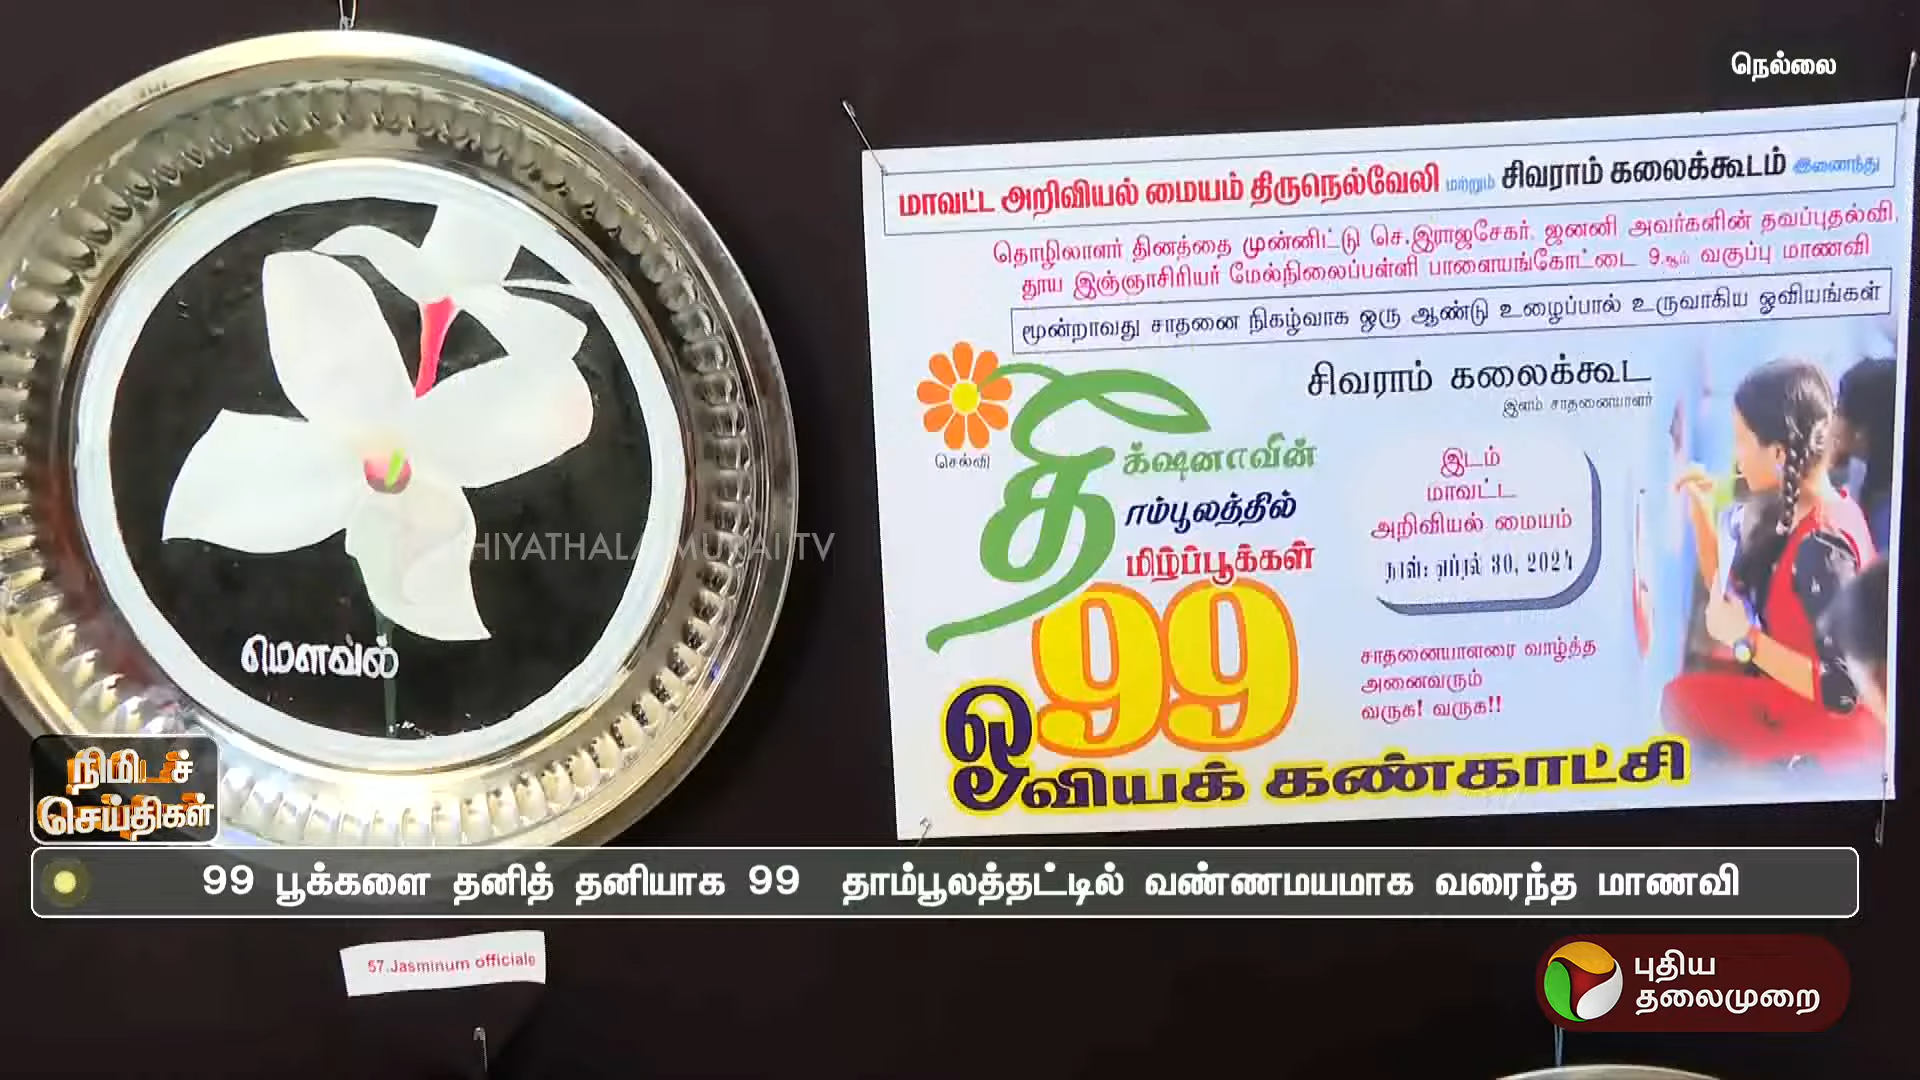 நெல்லை
மாவட்ட அறிவியல் மையம் திருநெல்வேலி மற்றும் சிவராம் கலைக்கூடம் இணைந்து
தொழிலாளர் தினத்தை முன்னிட்டு செ.இராஜசேகர், ஜனனி அவர்களின் தவப்புதல்வி,
தூய இஞ்ஞாசிரியர் மேல்நிலைப்பள்ளி பாளையங்கோட்டை 9.ஆம் வகுப்பு மாணவி
மூன்றாவது சாதனை நிகழ்வாக ஒரு ஆண்டு உழைப்பால் உருவாகிய ஓவியங்கள்
சிவராம் கலைக்கூட
இளம் சாதனையாளர்
செல்வி
திக்ஷனாவின்
தாம்பூலத்தில்
தமிழ்ப்பூக்கள்
99
ஓவியக் கண்காட்சி
இடம்
மாவட்ட
அறிவியல் மையம்
நாள்: ஏப்ரல் 30, 2024
சாதனையாளரை வாழ்த்த
அனைவரும்
வருக! வருக!!
HIYATHALAIMURAI TV
மௌவல்
நிமிடச்
செய்திகள்
99 பூக்களை தனித் தனியாக 99 தாம்பூலத்தட்டில் வண்ணமயமாக வரைந்த மாணவி
57.Jasminum officiale
புதிய
தலைமுறை